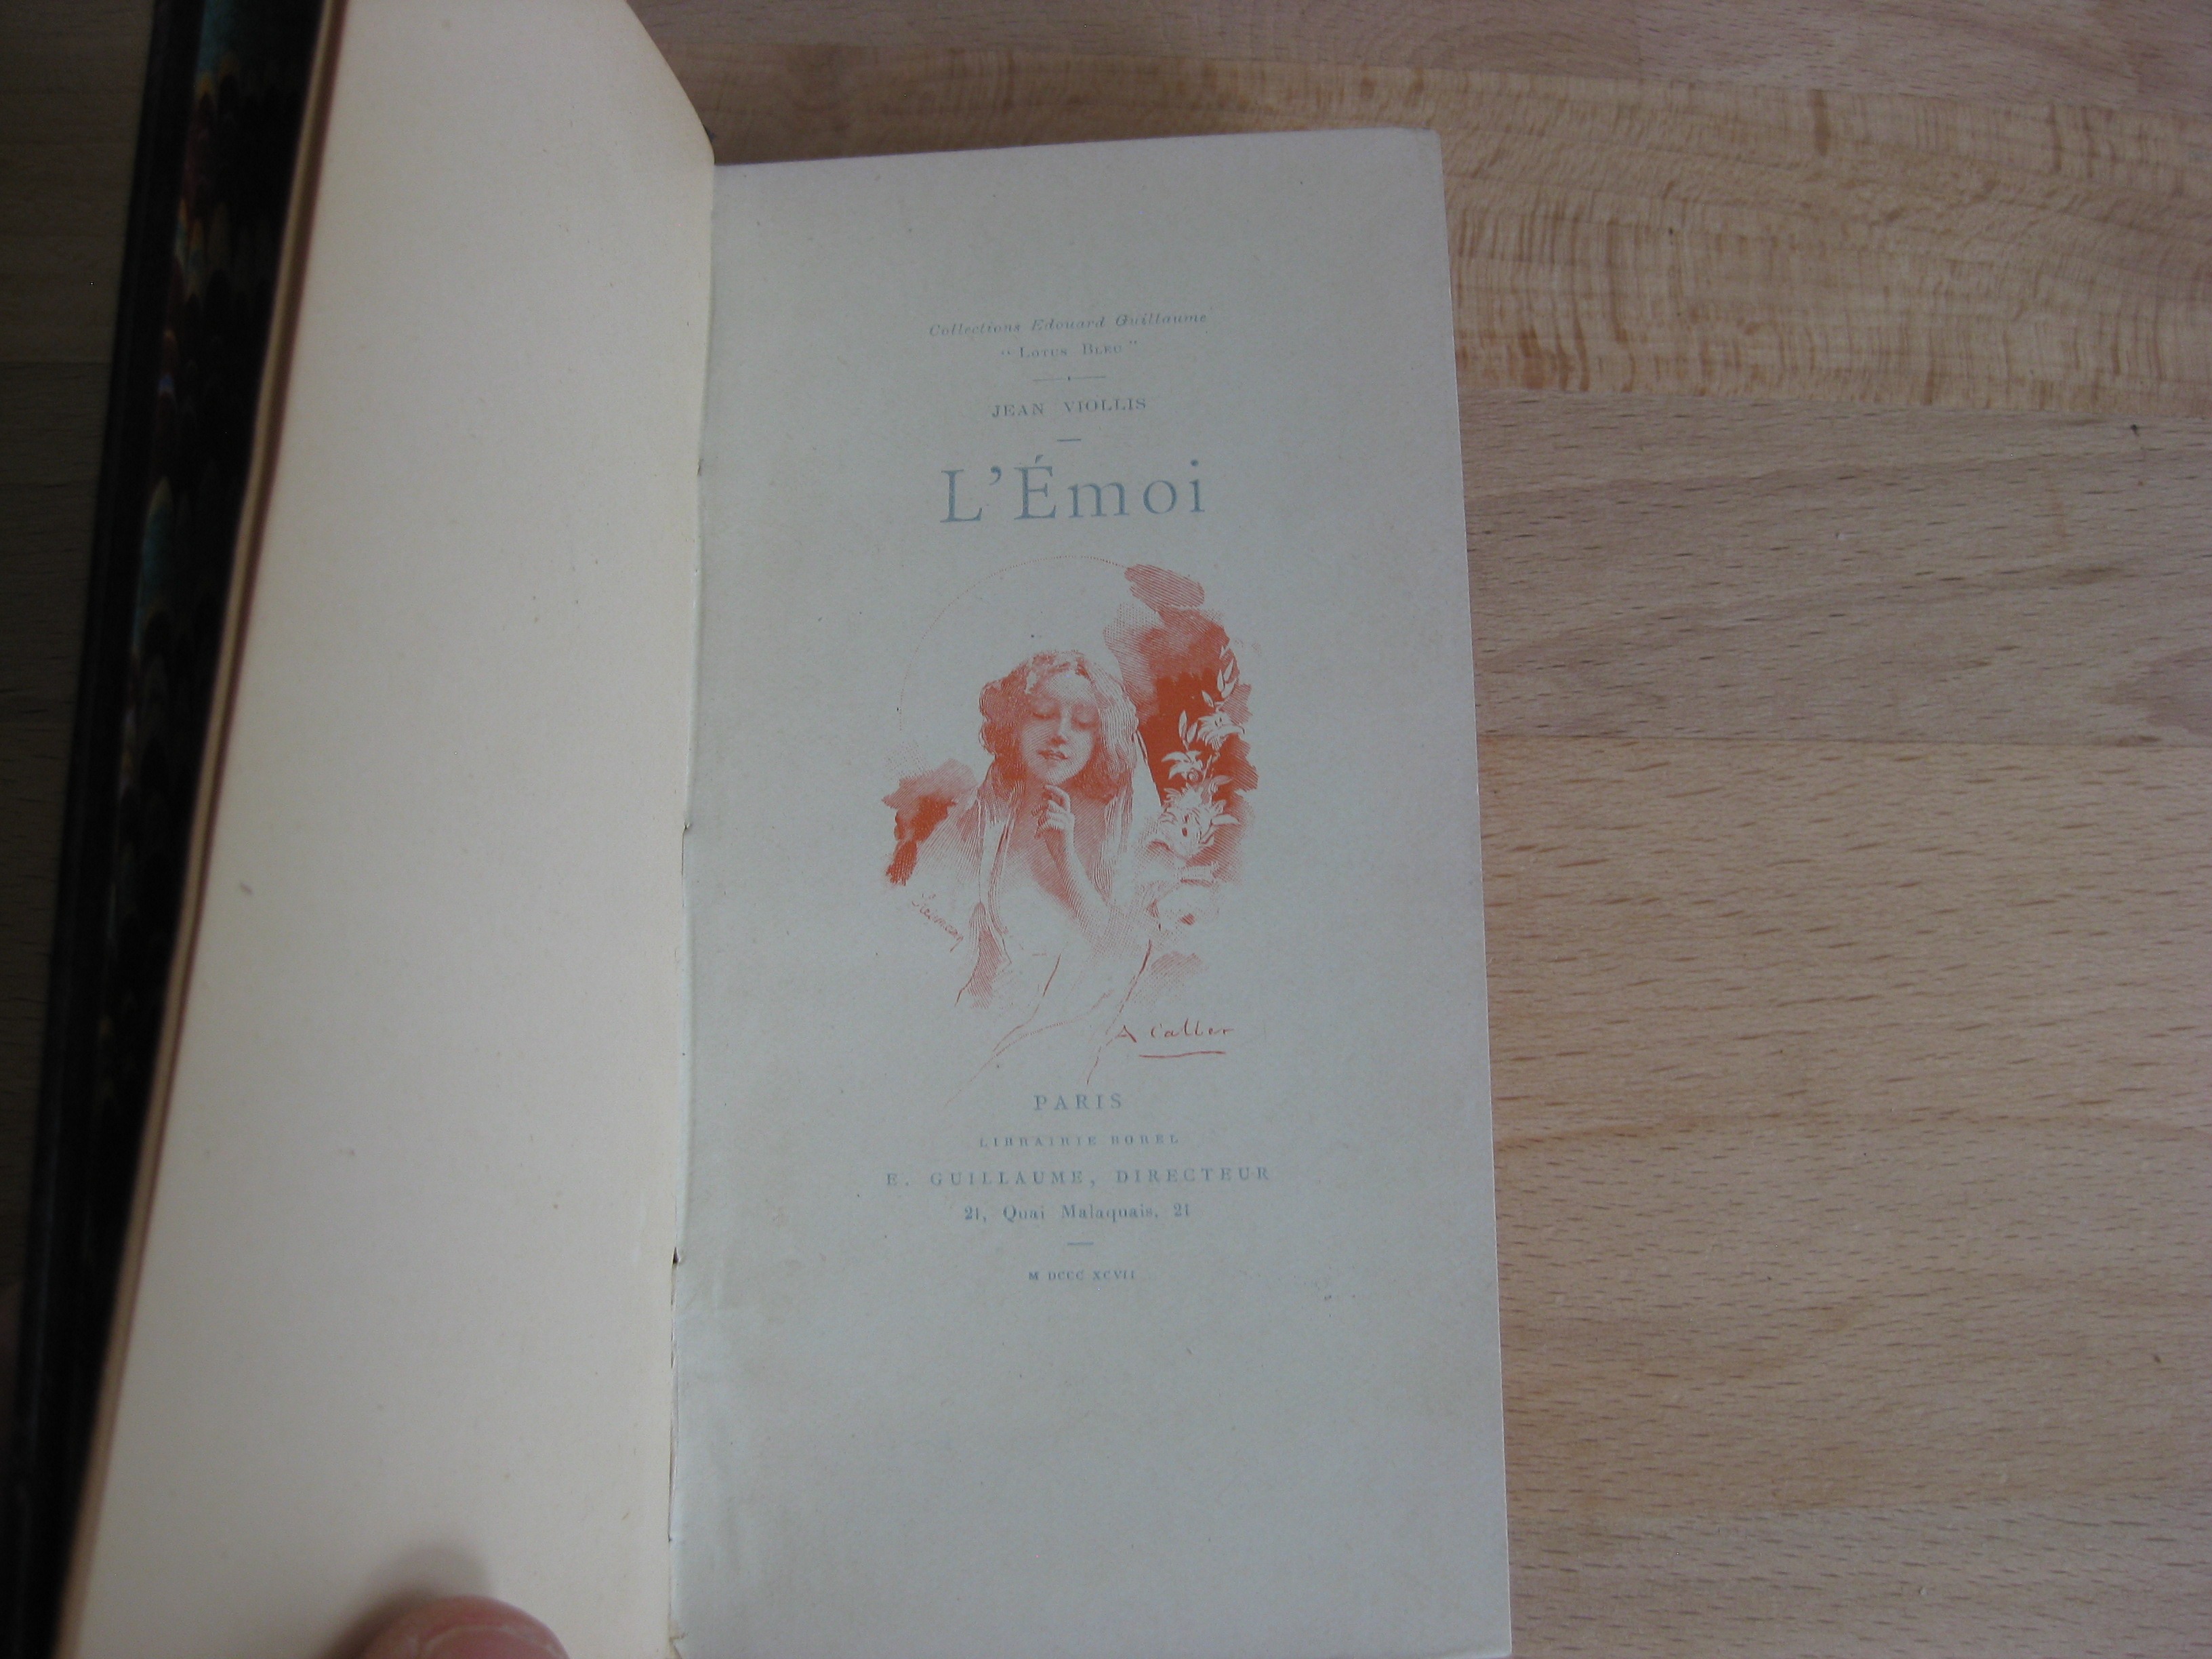 Collections Edouard Guillaume
"Lotus Bleu"
JEAN VIOLLIS
L'Émoi
A Calbet
PARIS
LIBRAIRIE BOREL
E. GUILLAUME, DIRECTEUR
21, Quai Malaquais, 21
M DCCC XCVII